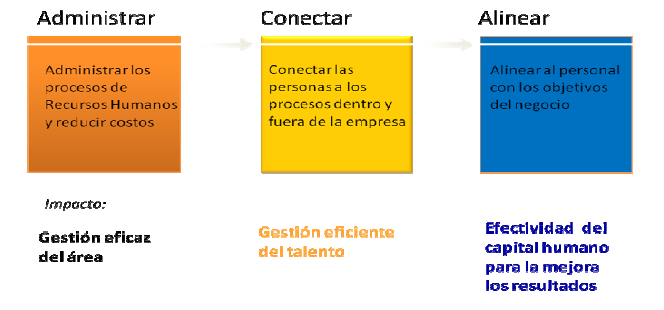 Administrar
Conectar
Alinear
Administrar los
procesos de
Recursos Humanos
y reducir costos
Conectar las
personas a los
procesos dentro y
fuera de la empresa
Alinear al personal
con los objetivos
del negocio
Impacto:
Gestión eficaz
del área
Gestión eficiente
del talento
Efectividad del
capital humano
para la mejora
los resultados